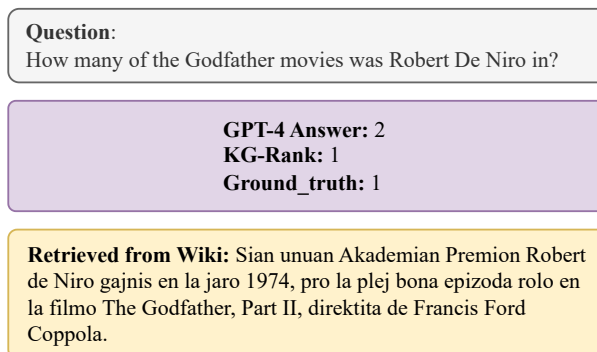 Question:
How many of the Godfather movies was Robert De Niro in?
GPT-4 Answer: 2
KG-Rank: 1
Ground_truth: 1
Retrieved from Wiki: Sian unuan Akademian Premion Robert
de Niro gajnis en la jaro 1974, pro la plej bona epizoda rolo en
la filmo The Godfather, Part II, direktita de Francis Ford
Coppola.